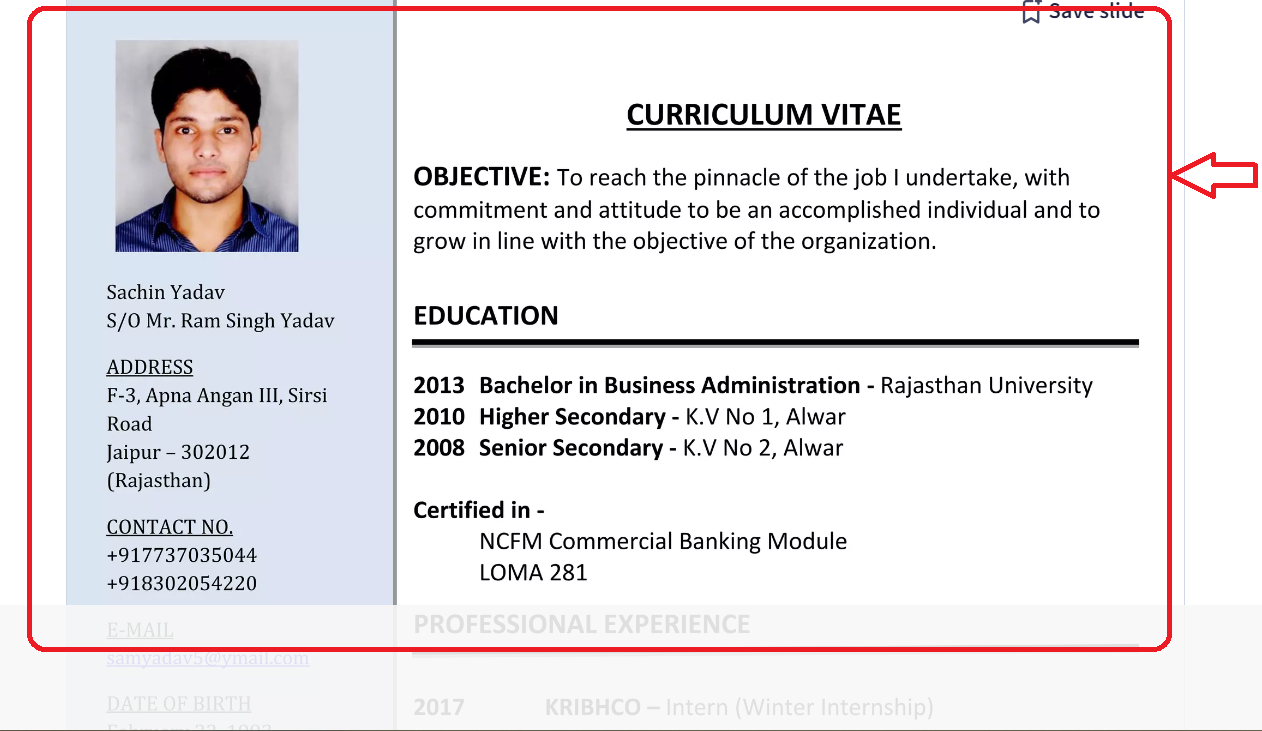 Save slide
Sachin Yadav
S/O Mr. Ram Singh Yadav
ADDRESS
F-3, Apna Angan III, Sirsi
Road
Jaipur – 302012
(Rajasthan)
CONTACT NO.
+917737035044
+918302054220
E-MAIL
samyadav5@ymail.com
DATE OF BIRTH
CURRICULUM VITAE
OBJECTIVE: To reach the pinnacle of the job I undertake, with
commitment and attitude to be an accomplished individual and to
grow in line with the objective of the organization.
EDUCATION
2013 Bachelor in Business Administration - Rajasthan University
2010 Higher Secondary - K.V No 1, Alwar
2008 Senior Secondary - K.V No 2, Alwar
Certified in -
NCFM Commercial Banking Module
LOMA 281
PROFESSIONAL EXPERIENCE
2017 KRIBHCO – Intern (Winter Internship)